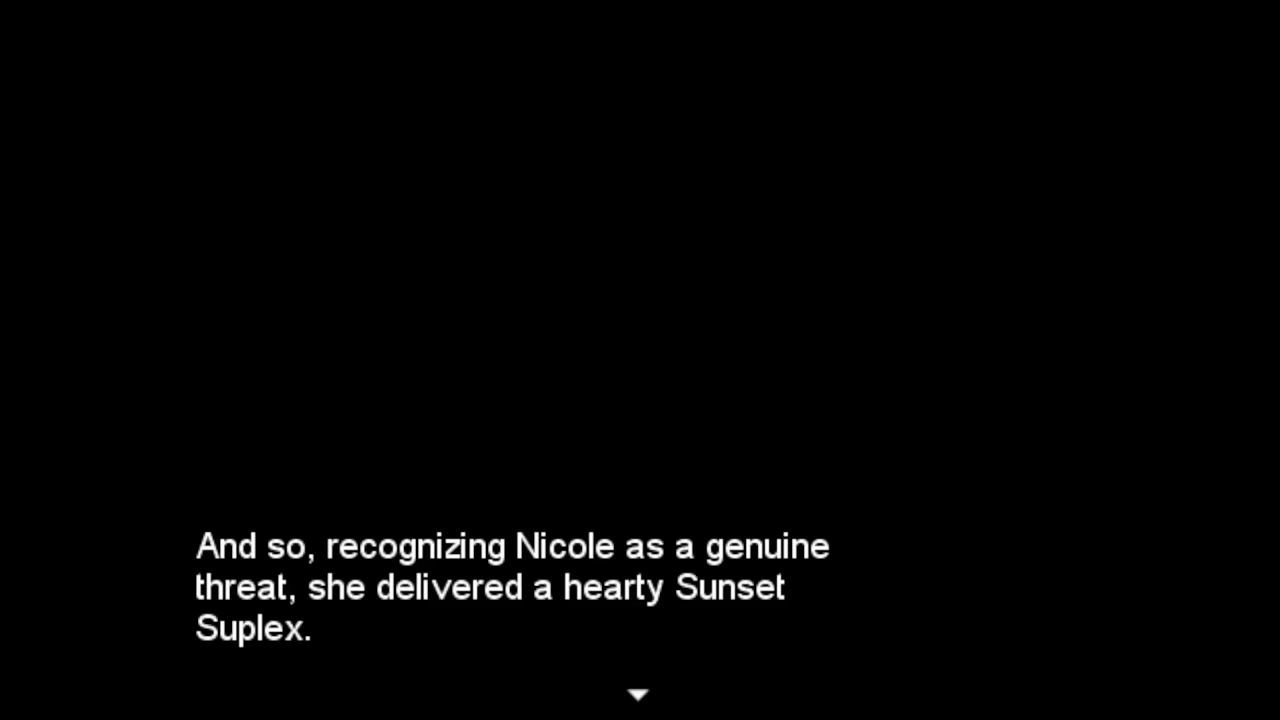 And so, recognizing Nicole as a genuine
threat, she delivered a hearty Sunset
Suplex.